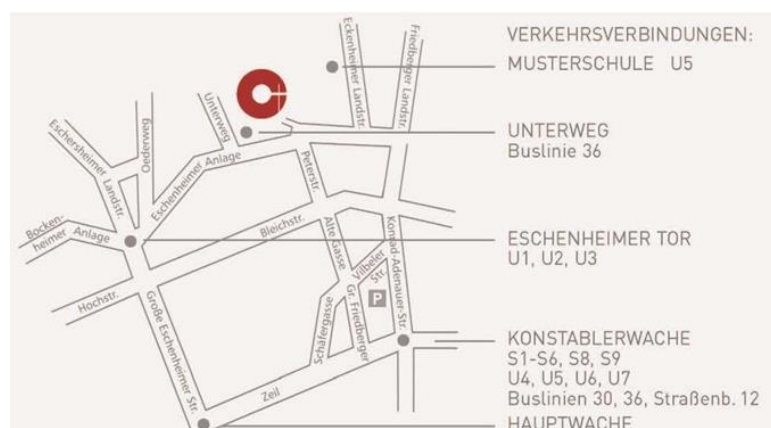 VERKEHRSVERBINDUNGEN:
MUSTERSCHULE U5
UNTERWEG
Buslinie 36
ESCHENHEIMER TOR
U1, U2, U3
KONSTABLERWACHE
S1-S6, S8, S9
U4, U5, U6, U7
Buslinien 30, 36, Straßenb. 12
HAUPTWACHE
Eckenheimer Landstr.
Friedberger Landstr.
Unterweg
Oederweg
Eschersheimer Landstr.
Eschenheimer Anlage
Peterstr.
Bocken-
heimer Anlage
Bleichstr.
Alte Gasse
Konrad-Adenauer-Str.
Vilbeler
Str.
P
Hochstr.
Große Eschenheimer Str.
Schäfergasse
Gr. Friedberger
Zeil